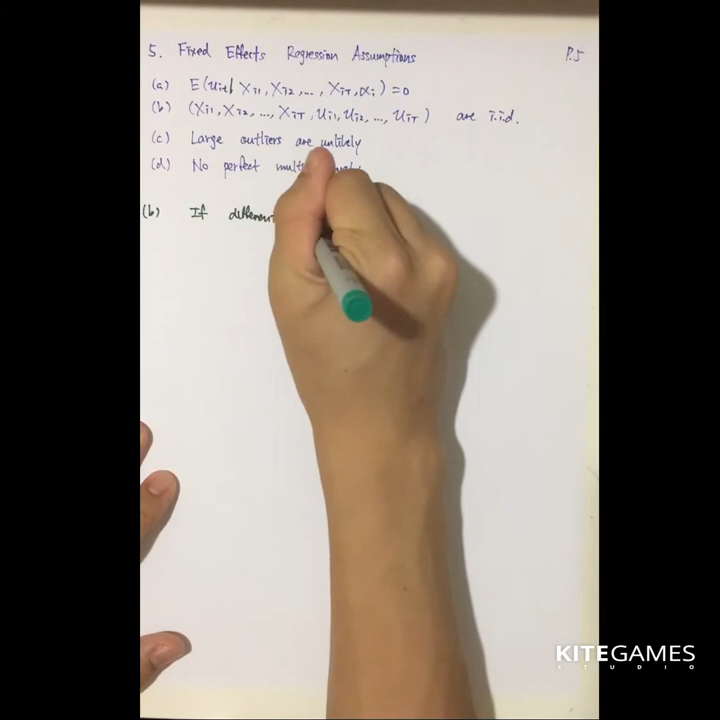 5. Fixed Effects Regression Assumptions P.5
(a) E(uit| Xi1, Xi2, ..., XiT, αi) = 0
(b) (Xi1, Xi2, ..., XiT, ui1, ui2, ..., uiT) are i.i.d.
(c) Large outliers are unlikely
(d) No perfect
(b) If
KITEGAMES
STUDIO